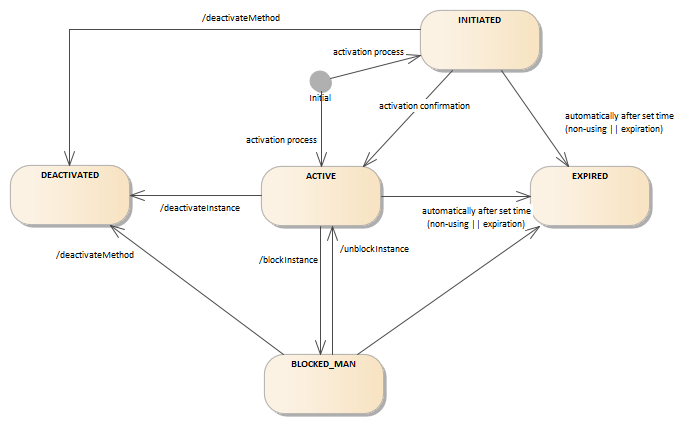 /deactivateMethod
INITIATED
activation process
Initial
activation confirmation
automatically after set time
(non-using || expiration)
activation process
DEACTIVATED
ACTIVE
EXPIRED
/deactivateInstance
automatically after set time
(non-using || expiration)
/deactivateMethod
/blockInstance
/unblockInstance
BLOCKED_MAN